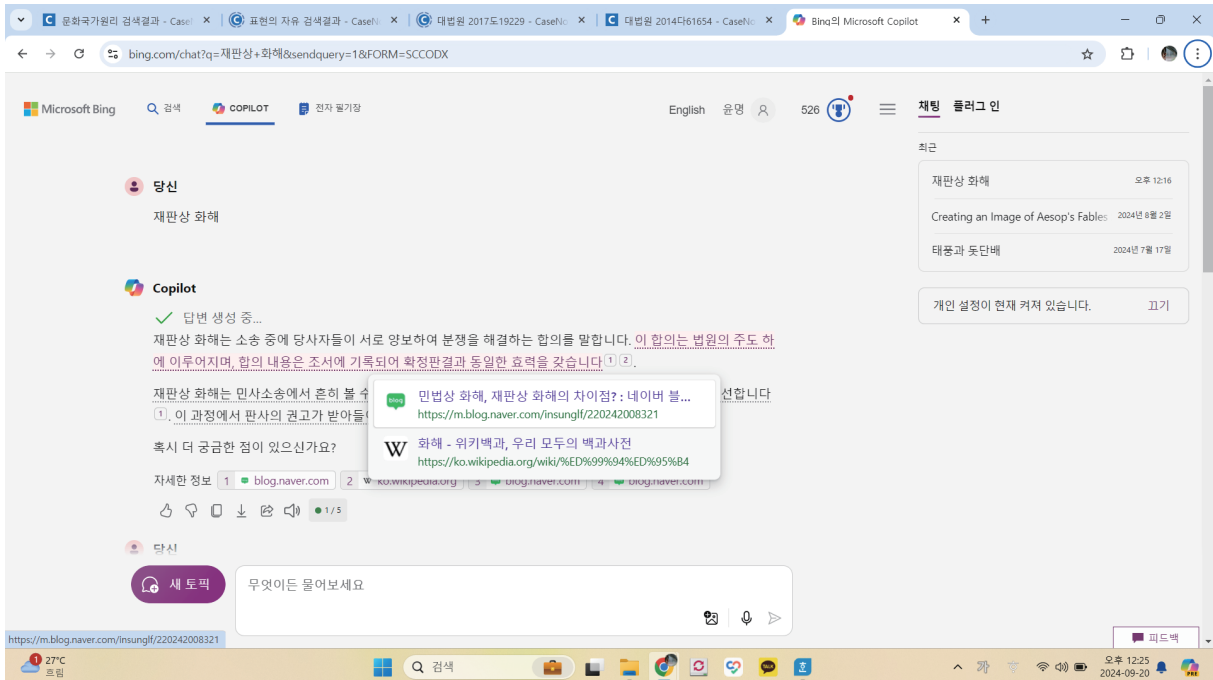 문화국가원리 검색결과 - Casel
표현의 자유 검색결과 - CaseN
대법원 2017도19229 - CaseNo
대법원 2014다61654 - CaseNo
Bing의 Microsoft Copilot
bing.com/chat?q=재판상+화해&sendquery=1&FORM=SCCODX
Microsoft Bing
검색
COPILOT
전자 필기장
English
윤명
526
채팅
플러그 인
최근
재판상 화해 오후 12:16
Creating an Image of Aesop's Fables 2024년 8월 2일
태풍과 돛단배 2024년 7월 17일
개인 설정이 현재 켜져 있습니다. 끄기
당신
재판상 화해
Copilot
답변 생성 중...
재판상 화해는 소송 중에 당사자들이 서로 양보하여 분쟁을 해결하는 합의를 말합니다. 이 합의는 법원의 주도 하
에 이루어지며, 합의 내용은 조서에 기록되어 확정판결과 동일한 효력을 갖습니다 1 2.
재판상 화해는 민사소송에서 흔히 볼 수 선합니다
1. 이 과정에서 판사의 권고가 받아들
민법상 화해, 재판상 화해의 차이점? : 네이버 블...
https://m.blog.naver.com/insunglf/220242008321
화해 - 위키백과, 우리 모두의 백과사전
https://ko.wikipedia.org/wiki/%ED%99%94%ED%95%B4
혹시 더 궁금한 점이 있으신가요?
자세한 정보 1 blog.naver.com 2 ko.wikipedia.org 3 blog.naver.com 4 blog.naver.com
1 / 5
당신
새 토픽
무엇이든 물어보세요
https://m.blog.naver.com/insunglf/220242008321
피드백
1
27°C
흐림
검색
TALK
가
오후 12:25
2024-09-20
PRE